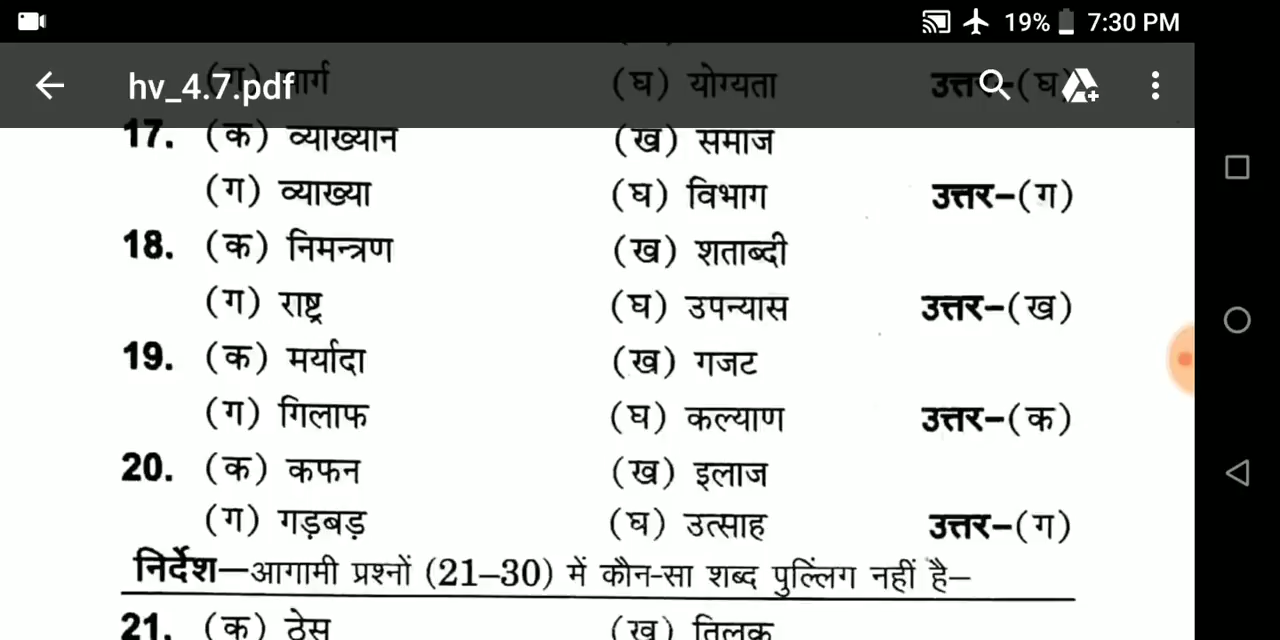 19% 7:30 PM
hv_4.7.pdf
(ग) मार्ग (घ) योग्यता उत्तर–(घ)
17. (क) व्याख्यान (ख) समाज
(ग) व्याख्या (घ) विभाग उत्तर–(ग)
18. (क) निमन्त्रण (ख) शताब्दी
(ग) राष्ट्र (घ) उपन्यास उत्तर–(ख)
19. (क) मर्यादा (ख) गजट
(ग) गिलाफ (घ) कल्याण उत्तर–(क)
20. (क) कफन (ख) इलाज
(ग) गड़बड़ (घ) उत्साह उत्तर–(ग)
निर्देश–आगामी प्रश्नों (21–30) में कौन-सा शब्द पुल्लिंग नहीं है–
21. (क) ठेस (ख) तिलक